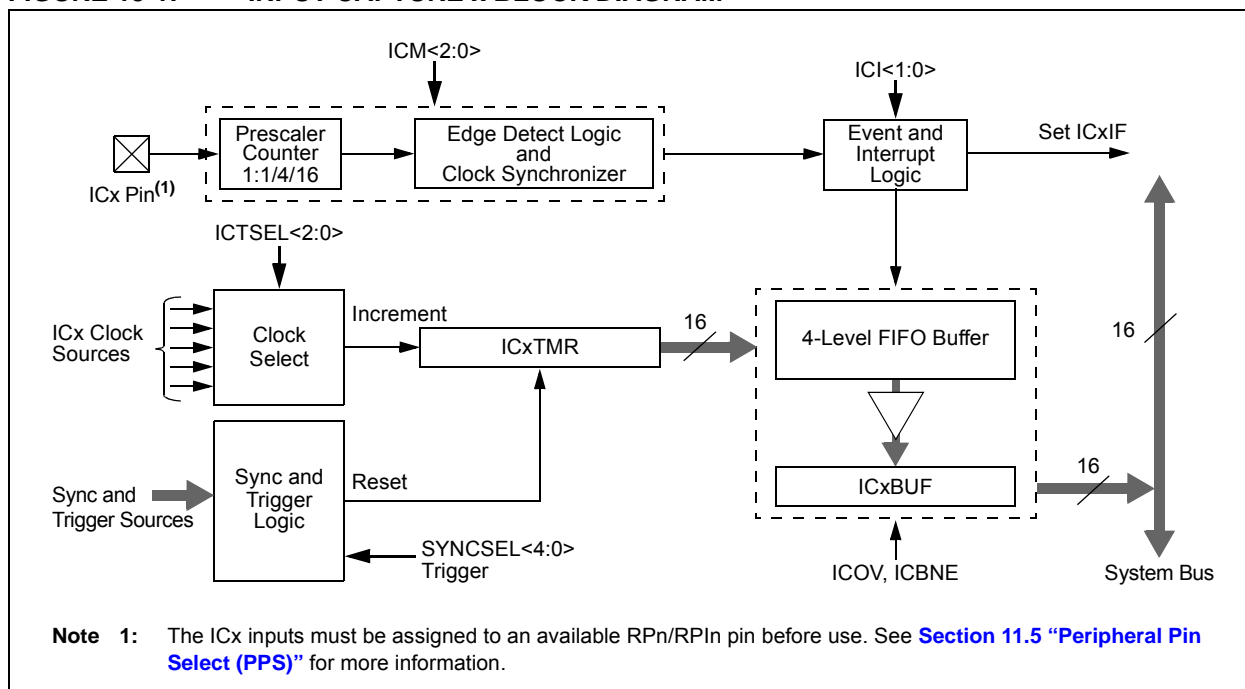 ICM<2:0>
ICI<1:0>
Prescaler
Counter
1:1/4/16
Edge Detect Logic
and
Clock Synchronizer
Event and
Interrupt
Logic
Set ICxIF
ICx Pin(1)
ICTSEL<2:0>
ICx Clock
Sources
Clock
Select
Increment
ICxTMR
16
4-Level FIFO Buffer
16
Sync and
Trigger Sources
Sync and
Trigger
Logic
Reset
ICxBUF
16
SYNCSEL<4:0>
Trigger
ICOV, ICBNE
System Bus
Note 1: The ICx inputs must be assigned to an available RPn/RPIn pin before use. See Section 11.5 “Peripheral Pin
Select (PPS)” for more information.